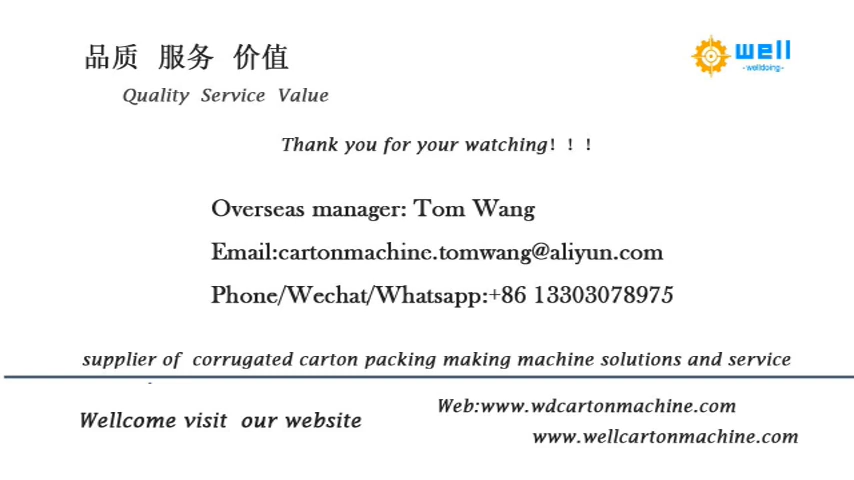 品质 服务 价值
well
-welldoing-
Quality Service Value
Thank you for your watching! ! !
Overseas manager: Tom Wang
Email:cartonmachine.tomwang@aliyun.com
Phone/Wechat/Whatsapp:+86 13303078975
supplier of corrugated carton packing making machine solutions and service
Wellcome visit our website
Web:www.wdcartonmachine.com
www.wellcartonmachine.com